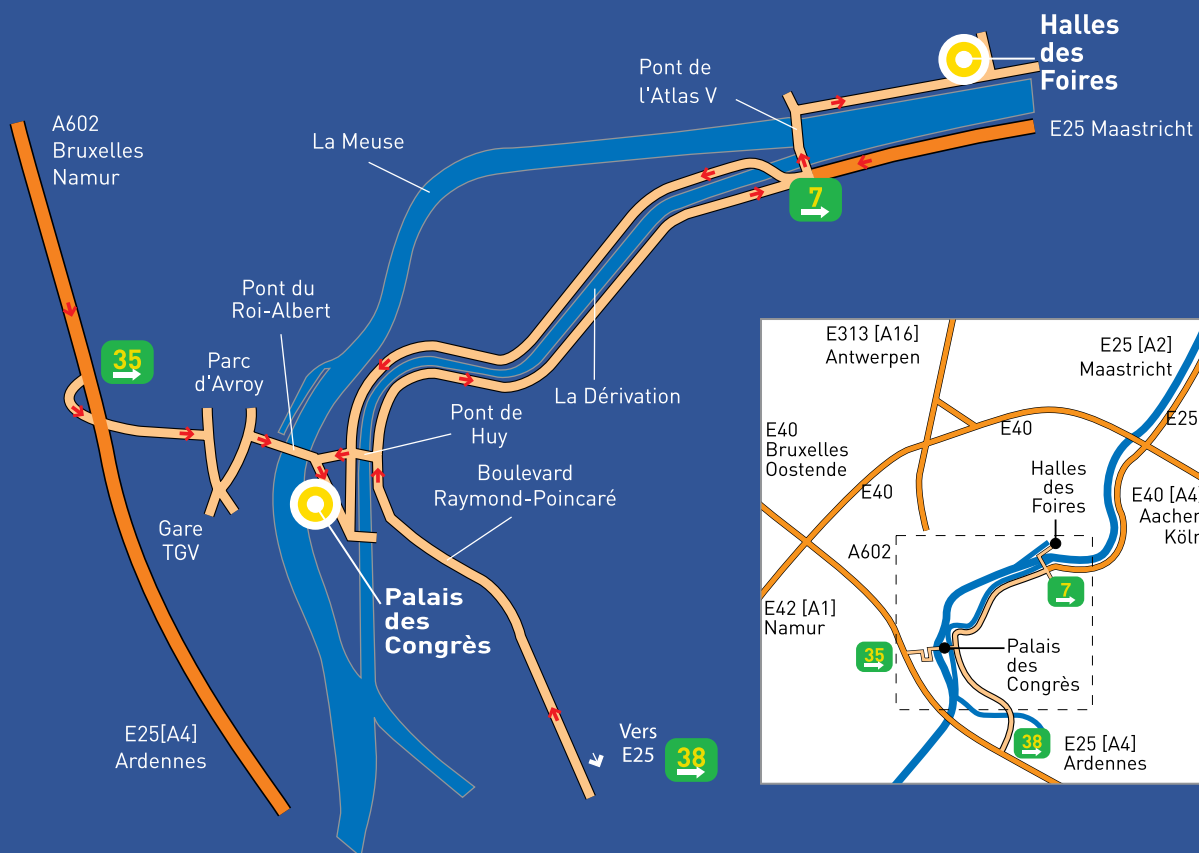 Halles
des
Foires
Pont de
l'Atlas V
E25 Maastricht
A602
Bruxelles
Namur
La Meuse
7
Pont du
Roi-Albert
35
Parc
d'Avroy
La Dérivation
Pont de
Huy
Boulevard
Raymond-Poincaré
Gare
TGV
Palais
des
Congrès
E25[A4]
Ardennes
Vers
E25
38
E313 [A16]
Antwerpen
E25 [A2]
Maastricht
E25
E40
E40
Bruxelles
Oostende
E40
Halles
des
Foires
E40 [A4
Aachen
Köln
A602
7
E42 [A1]
Namur
35
Palais
des
Congrès
38
E25 [A4]
Ardennes